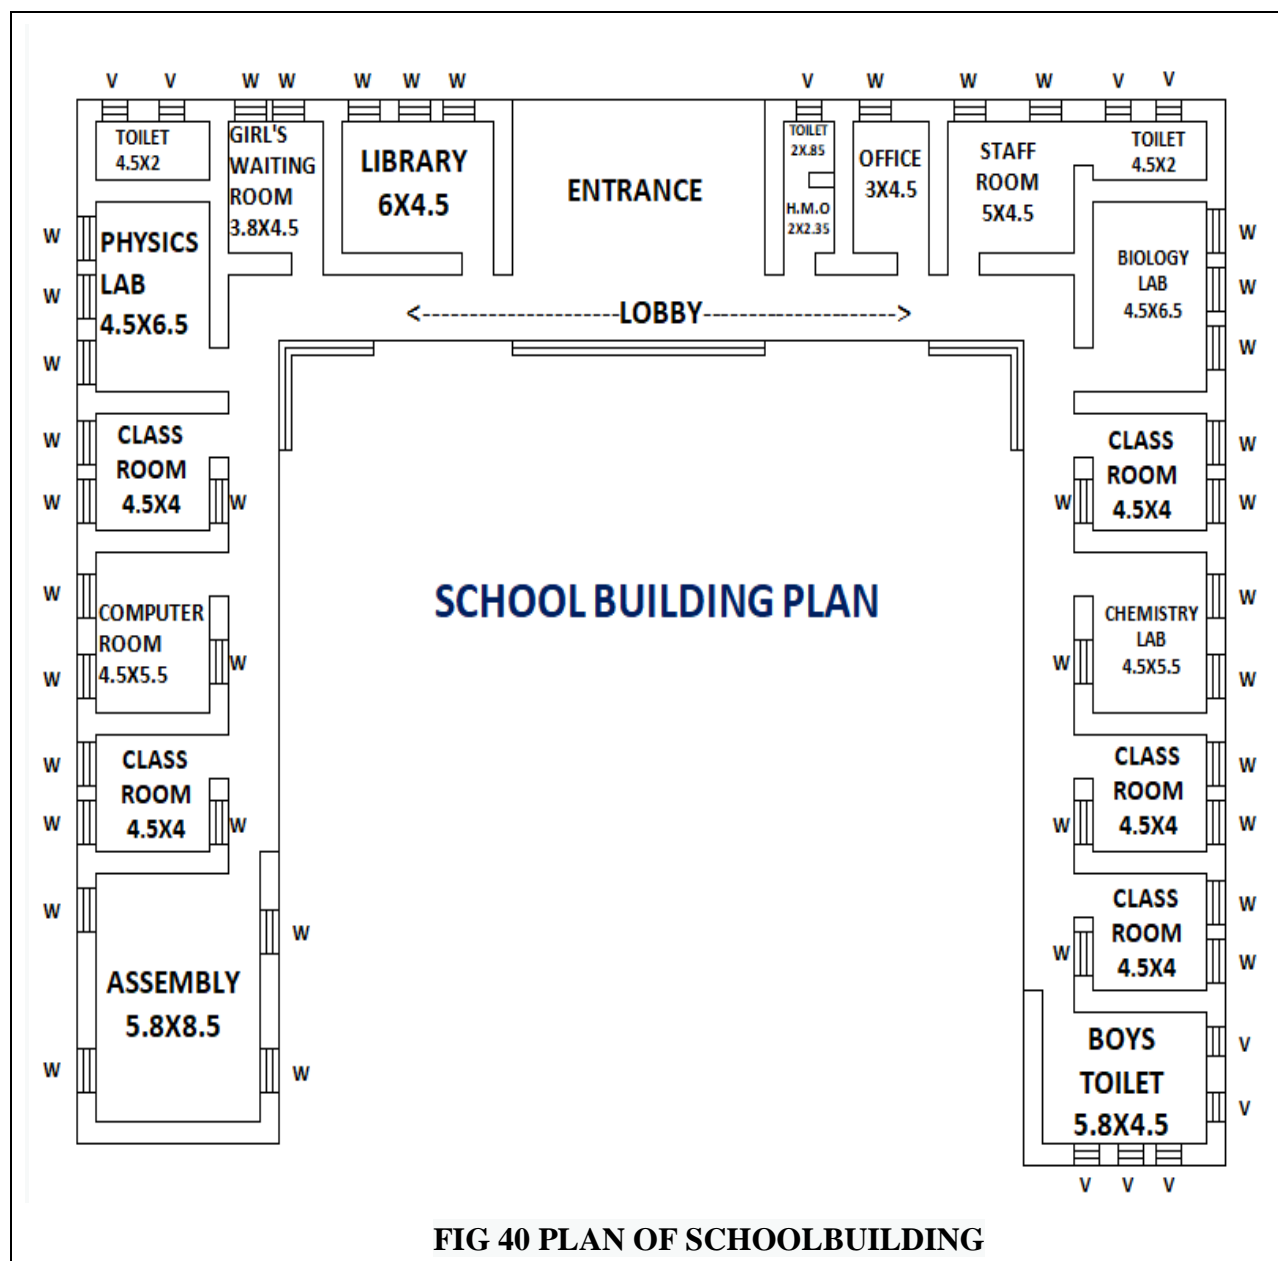 V V W W W W W V W W W V V
TOILET
4.5X2
GIRL'S
WAITING
ROOM
3.8X4.5
LIBRARY
6X4.5
ENTRANCE
TOILET
2X.85
H.M.O
2X2.35
OFFICE
3X4.5
STAFF
ROOM
5X4.5
TOILET
4.5X2
W
PHYSICS
LAB
4.5X6.5
W
W
<--------------------LOBBY-------------------->
BIOLOGY
LAB
4.5X6.5
W
W
W
W
CLASS
ROOM
4.5X4
W
W
CLASS
ROOM
4.5X4
W
W
W
W
COMPUTER
ROOM
4.5X5.5
W
W
SCHOOL BUILDING PLAN
CHEMISTRY
LAB
4.5X5.5
W
W
W
W
CLASS
ROOM
4.5X4
W
W
CLASS
ROOM
4.5X4
W
W
W
W
ASSEMBLY
5.8X8.5
W
W
W
CLASS
ROOM
4.5X4
W
W
W
BOYS
TOILET
5.8X4.5
V
V
V V V
FIG 40 PLAN OF SCHOOLBUILDING